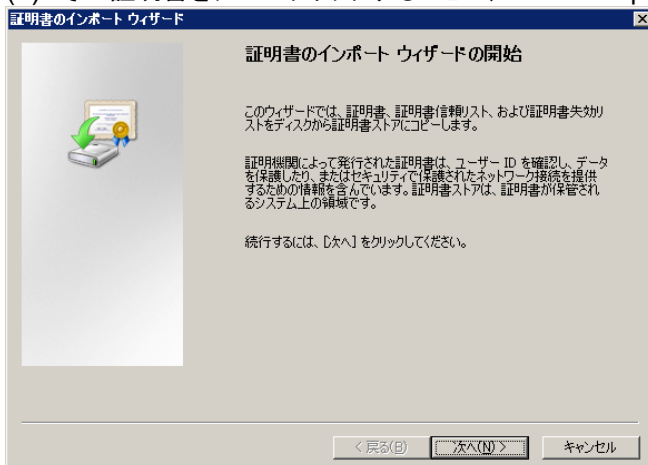 証明書のインポート ウィザード
証明書のインポート ウィザードの開始
このウィザードでは、証明書、証明書信頼リスト、および証明書失効リ
ストをディスクから証明書ストアにコピーします。
証明機関によって発行された証明書は、ユーザー ID を確認し、データ
を保護したり、またはセキュリティで保護されたネットワーク接続を提供
するための情報を含んでいます。証明書ストアは、証明書が保管され
るシステム上の領域です。
続行するには、[次へ] をクリックしてください。
< 戻る(B) 次へ(N) > キャンセル